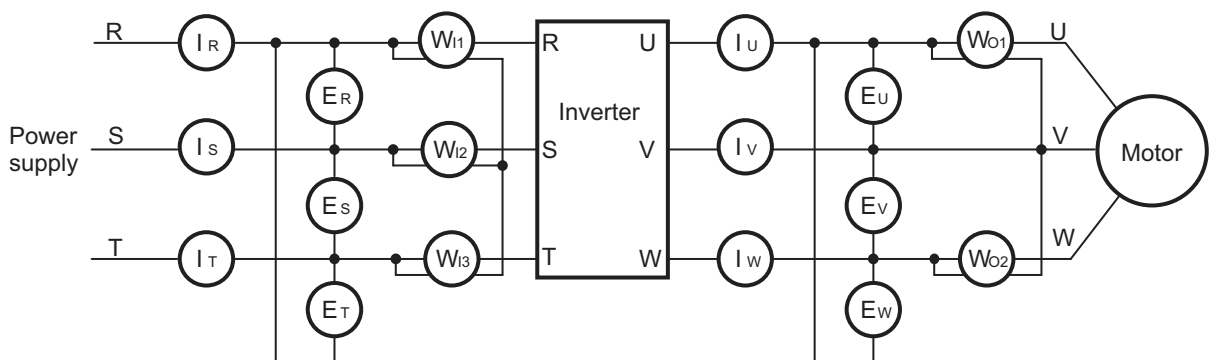 R IR WI1 R U IU WO1 U
ER EU
Inverter
Power
supply
S IS WI2 S V IV V Motor
ES EV
T IT WI3 T W IW WO2 W
ET EW